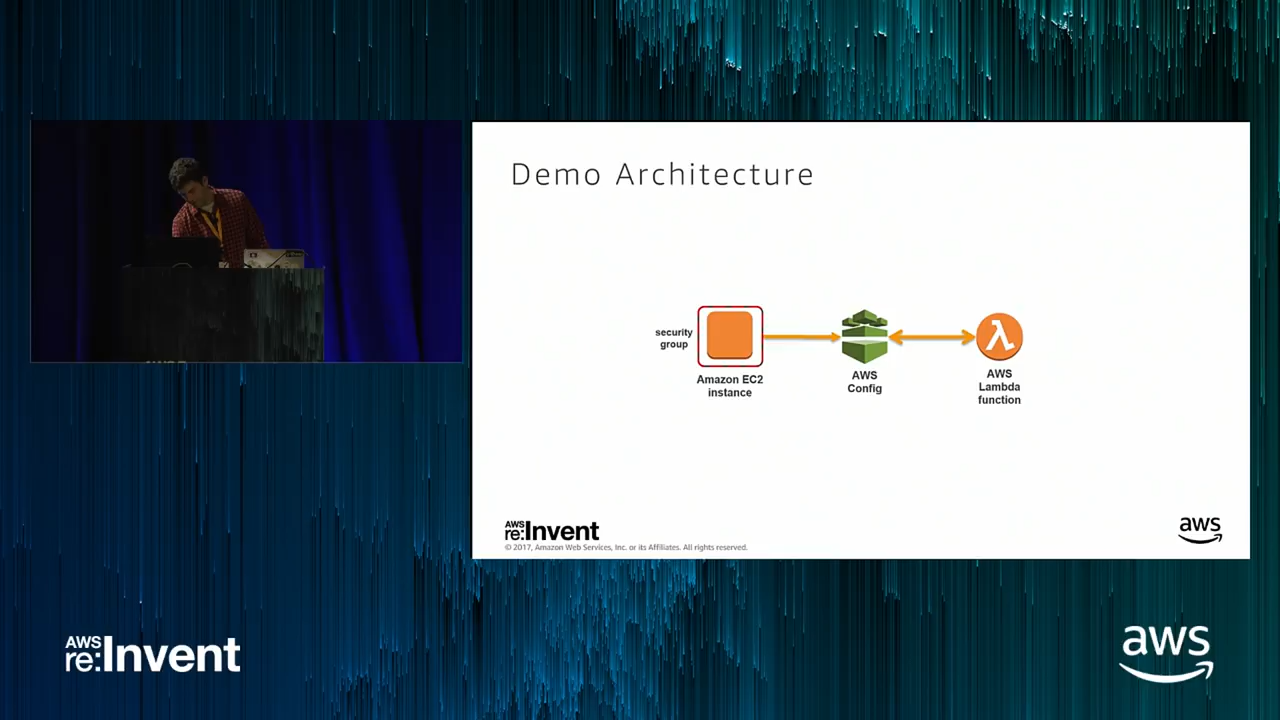 Demo Architecture
security
group
Amazon EC2
instance
AWS
Config
AWS
Lambda
function
AWS
re:Invent
© 2017, Amazon Web Services, Inc. or its Affiliates. All rights reserved.
aws
AWS
re:Invent
aws